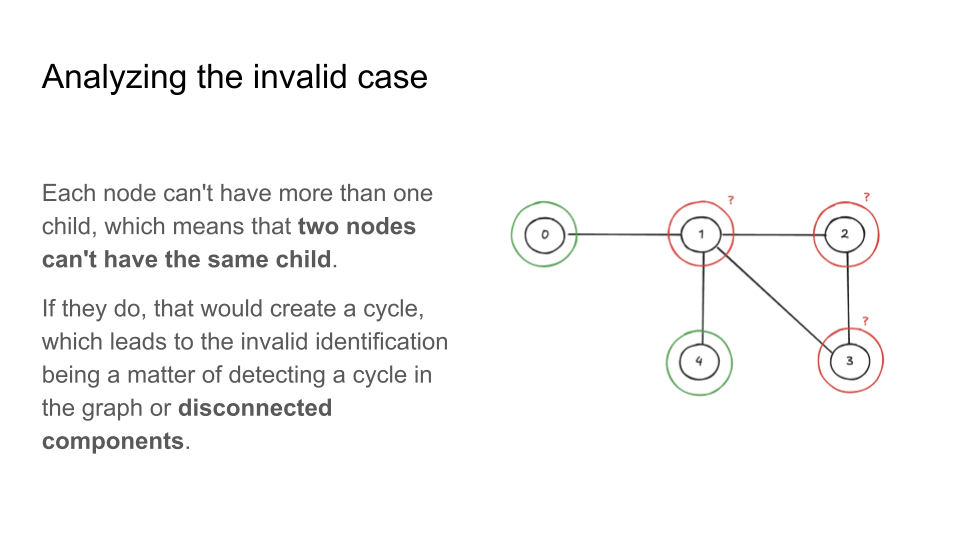 Analyzing the invalid case
Each node can't have more than one
child, which means that two nodes
can't have the same child.
If they do, that would create a cycle,
which leads to the invalid identification
being a matter of detecting a cycle in
the graph or disconnected
components.
? ?
0 1 2
?
4 3